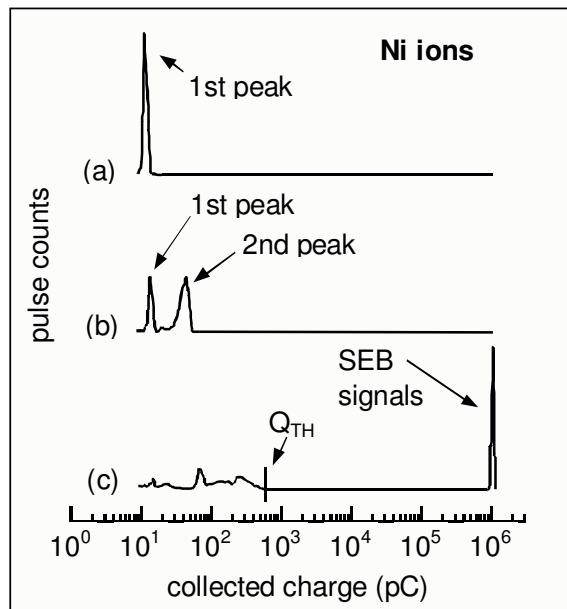 Ni ions
1st peak
(a)
1st peak
2nd peak
(b)
SEB
signals
Q_TH
(c)
pulse counts
10^0 10^1 10^2 10^3 10^4 10^5 10^6
collected charge (pC)